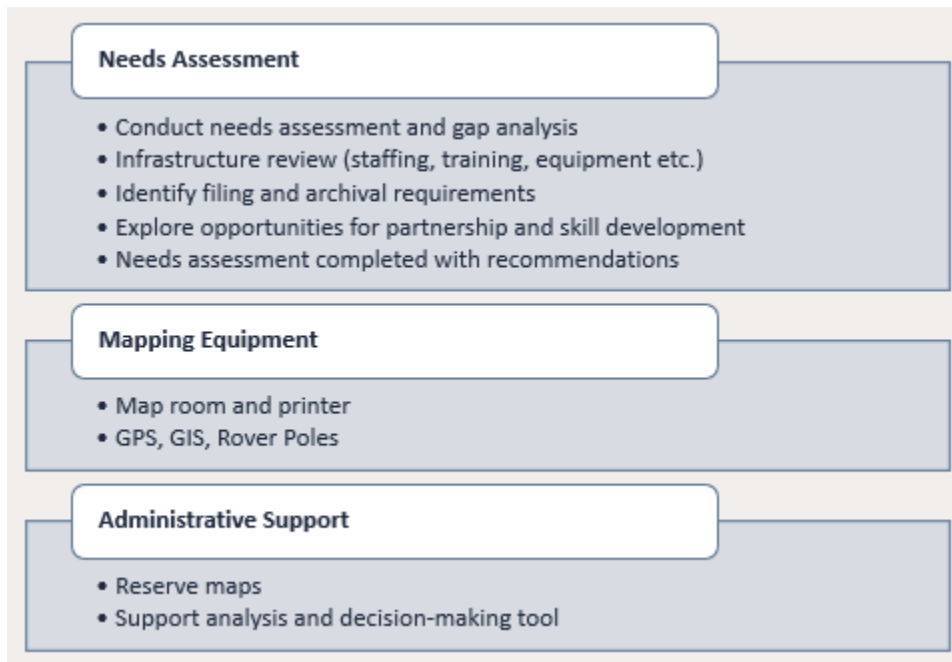 Needs Assessment
• Conduct needs assessment and gap analysis
• Infrastructure review (staffing, training, equipment etc.)
• Identify filing and archival requirements
• Explore opportunities for partnership and skill development
• Needs assessment completed with recommendations
Mapping Equipment
• Map room and printer
• GPS, GIS, Rover Poles
Administrative Support
• Reserve maps
• Support analysis and decision-making tool